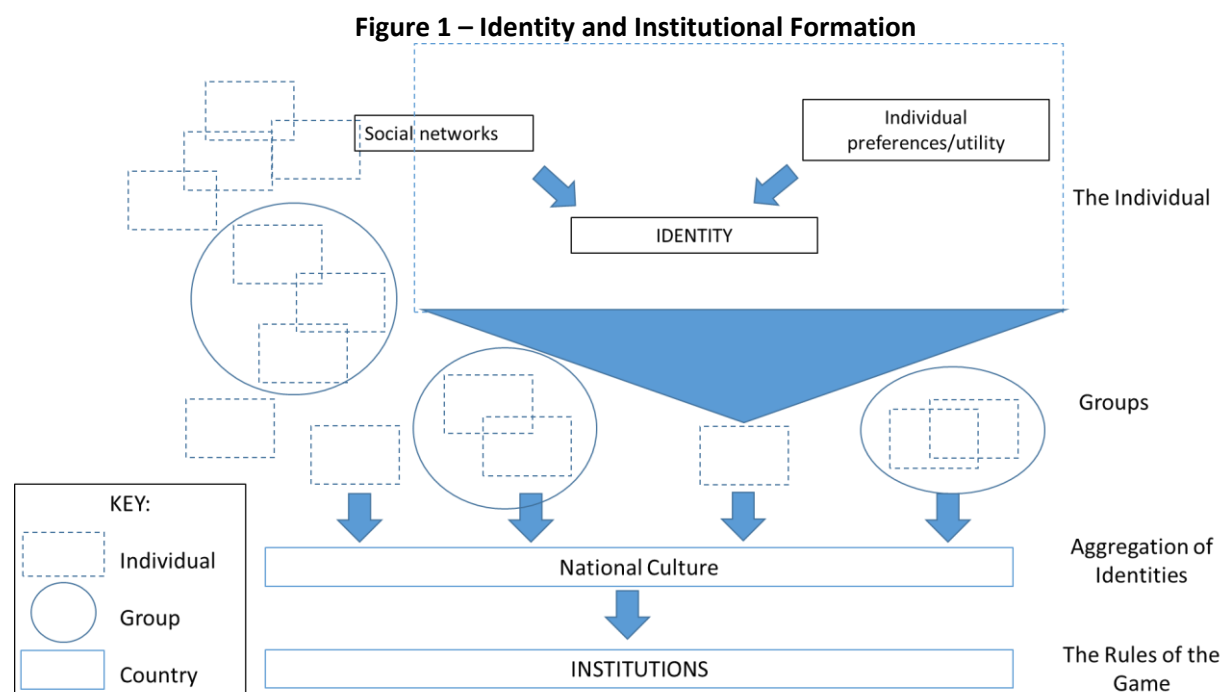 Figure 1 – Identity and Institutional Formation
Social networks
Individual
preferences/utility
The Individual
IDENTITY
Groups
KEY:
Individual
Group
Country
National Culture
Aggregation of
Identities
INSTITUTIONS
The Rules of the
Game